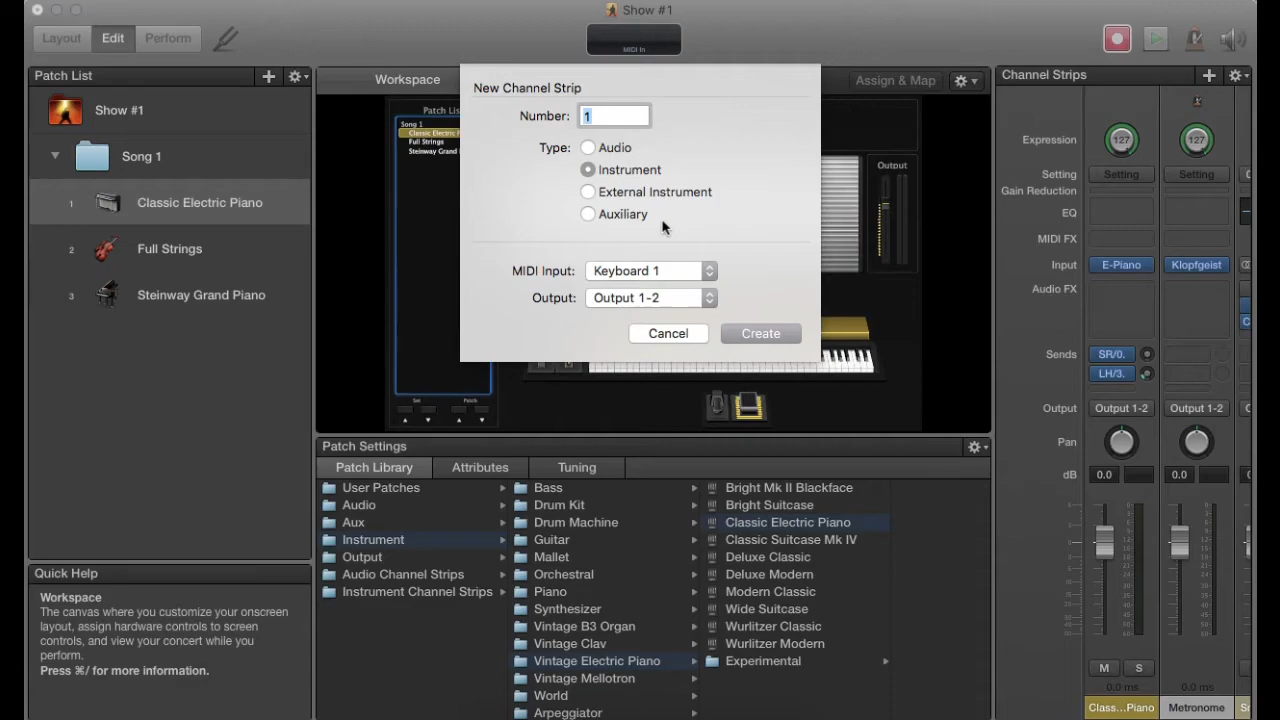 Show #1
Layout
Edit
Perform
MIDI In
Patch List
Show #1
Song 1
1 Classic Electric Piano
2 Full Strings
3 Steinway Grand Piano
Quick Help
Workspace
The canvas where you customize your onscreen
layout, assign hardware controls to screen
controls, and view your concert while you
perform.
Press ⌘/ for more information.
Workspace
Assign & Map
Patch List
Song 1
Classic Electric P
Full Strings
Steinway Grand
Set
Patch
Output
New Channel Strip
Number: 1
Type: Audio
Instrument
External Instrument
Auxiliary
MIDI Input: Keyboard 1
Output: Output 1-2
Cancel
Create
Patch Settings
Patch Library
Attributes
Tuning
User Patches
Audio
Aux
Instrument
Output
Audio Channel Strips
Instrument Channel Strips
Bass
Drum Kit
Drum Machine
Guitar
Mallet
Orchestral
Piano
Synthesizer
Vintage B3 Organ
Vintage Clav
Vintage Electric Piano
Vintage Mellotron
World
Arpeggiator
Bright Mk II Blackface
Bright Suitcase
Classic Electric Piano
Classic Suitcase Mk IV
Deluxe Classic
Deluxe Modern
Modern Classic
Wide Suitcase
Wurlitzer Classic
Wurlitzer Modern
Experimental
Channel Strips
Expression 127 127
Setting Setting Setting
Gain Reduction
EQ
MIDI FX
Input E-Piano Klopfgeist
Audio FX
Sends SR/0.
LH/3.
Output Output 1-2 Output 1-2
Pan
dB 0.0 0.0
M S
0.0 ms 0.0 ms
Class...Piano Metronome